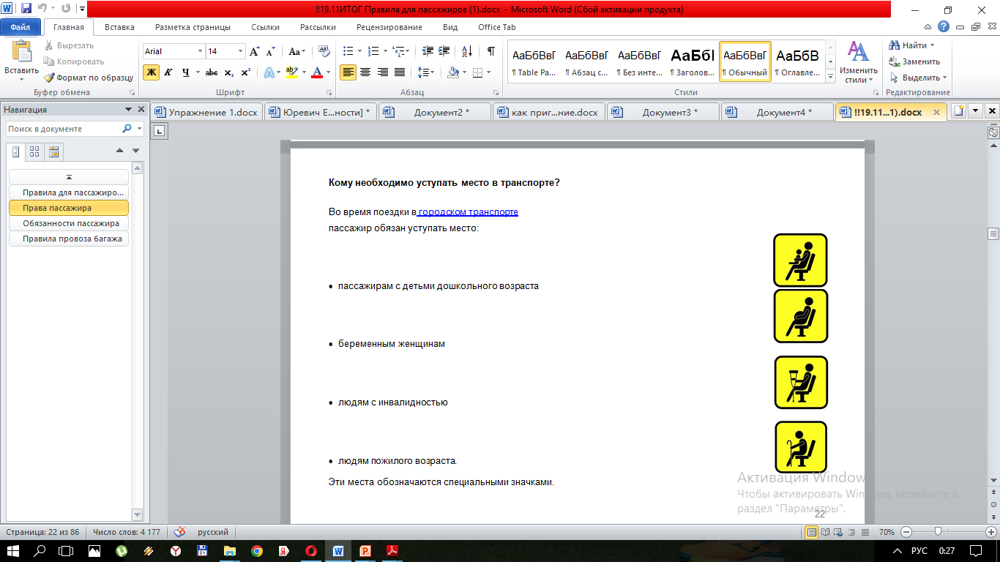 !!19.11ИТОГ Правила для пассажиров (1).docx - Microsoft Word (Сбой активации продукта)
Файл Главная Вставка Разметка страницы Ссылки Рассылки Рецензирование Вид Office Tab
Вставить
Вырезать
Копировать
Формат по образцу
Буфер обмена
Arial 14
Ж К Ч abc x₂ x²
Шрифт
Абзац
АаБбВвГ АаБбВвГ АаБбВвГ АаБбІ АаБбВвГ АаБбВ
¶ Table Pa... ¶ Абзац с... ¶ Без инте... ¶ Заголов... ¶ Обычный ¶ Оглавле...
Стили
Изменить
стили
Найти
Заменить
Выделить
Редактирование
Навигация
Поиск в документе
Упражнение 1.docx Юревич Е...ности] * Документ2 * как приг...ние.docx Документ3 * Документ4 * !!19.11...1).docx
Правила для пассажиро...
Права пассажира
Обязанности пассажира
Правила провоза багажа
Кому необходимо уступать место в транспорте?
Во время поездки в городском транспорте
пассажир обязан уступать место:
• пассажирам с детьми дошкольного возраста
• беременным женщинам
• людям с инвалидностью
• людям пожилого возраста.
Эти места обозначаются специальными значками.
22
Активация Windows
Чтобы активировать Windows, перейдите в
раздел "Параметры".
Страница: 22 из 86 Число слов: 4 177 русский 70%
РУС 0:27